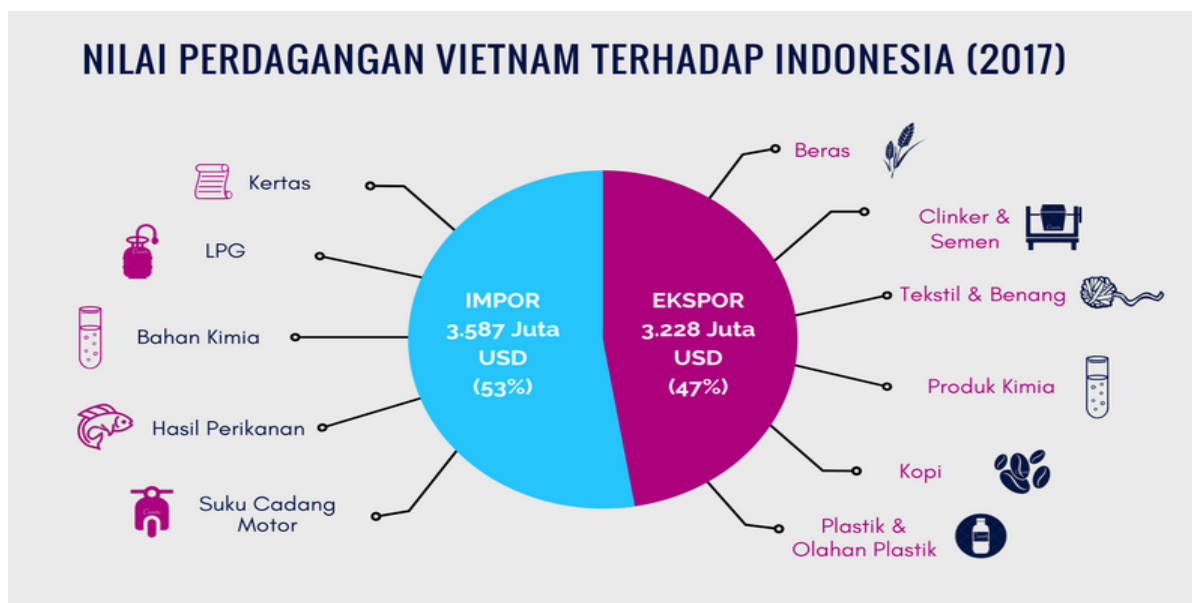 NILAI PERDAGANGAN VIETNAM TERHADAP INDONESIA (2017)
Kertas
LPG
Bahan Kimia
Hasil Perikanan
Suku Cadang
Motor
IMPOR
3.587 Juta
USD
(53%)
EKSPOR
3.228 Juta
USD
(47%)
Beras
Clinker &
Semen
Tekstil & Benang
Produk Kimia
Kopi
Plastik &
Olahan Plastik